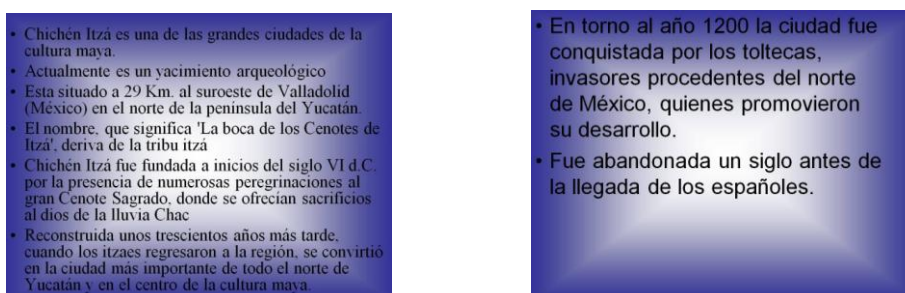 • Chichén Itzá es una de las grandes ciudades de la
cultura maya.
• Actualmente es un yacimiento arqueológico
• Esta situado a 29 Km. al suroeste de Valladolid
(México) en el norte de la península del Yucatán.
• El nombre, que significa 'La boca de los Cenotes de
Itzá', deriva de la tribu itzá
• Chichén Itzá fue fundada a inicios del siglo VI d.C.
por la presencia de numerosas peregrinaciones al
gran Cenote Sagrado, donde se ofrecían sacrificios
al dios de la lluvia Chac
• Reconstruida unos trescientos años más tarde,
cuando los itzaes regresaron a la región, se convirtió
en la ciudad más importante de todo el norte de
Yucatán y en el centro de la cultura maya.
• En torno al año 1200 la ciudad fue
conquistada por los toltecas,
invasores procedentes del norte
de México, quienes promovieron
su desarrollo.
• Fue abandonada un siglo antes de
la llegada de los españoles.